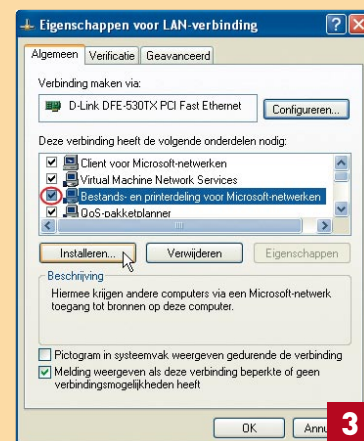 Eigenschappen voor LAN-verbinding
Algemeen Verificatie Geavanceerd
Verbinding maken via:
D-Link DFE-530TX PCI Fast Ethernet
Configureren...
Deze verbinding heeft de volgende onderdelen nodig:
Client voor Microsoft-netwerken
Virtual Machine Network Services
Bestands- en printerdeling voor Microsoft-netwerken
QoS-pakketplanner
Installeren... Verwijderen Eigenschappen
Beschrijving
Hiermee krijgen andere computers via een Microsoft-netwerk
toegang tot bronnen op deze computer.
Pictogram in systeemvak weergeven gedurende de verbinding
Melding weergeven als deze verbinding beperkte of geen
verbindingsmogelijkheden heeft
OK Annu
3